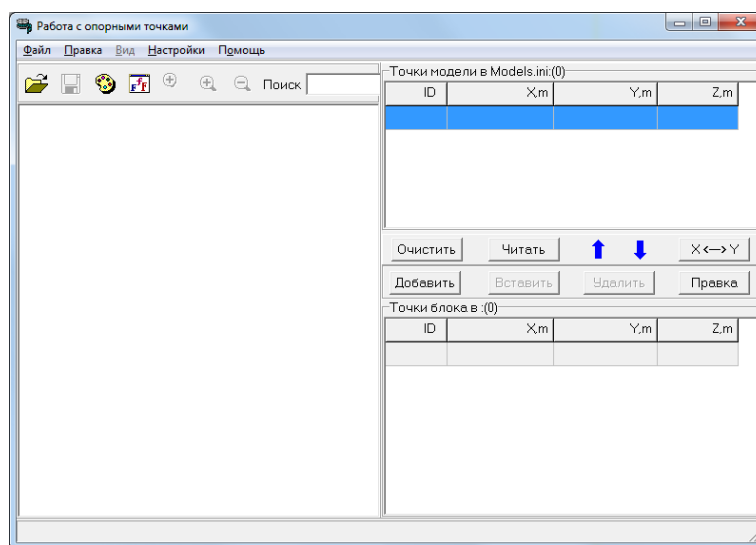 Работа с опорными точками
Файл Правка Вид Настройки Помощь
Поиск
Точки модели в Models.ini:(0)
ID X,m Y,m Z,m
Очистить Читать X<—>Y
Добавить Вставить Удалить Правка
Точки блока в :(0)
ID X,m Y,m Z,m